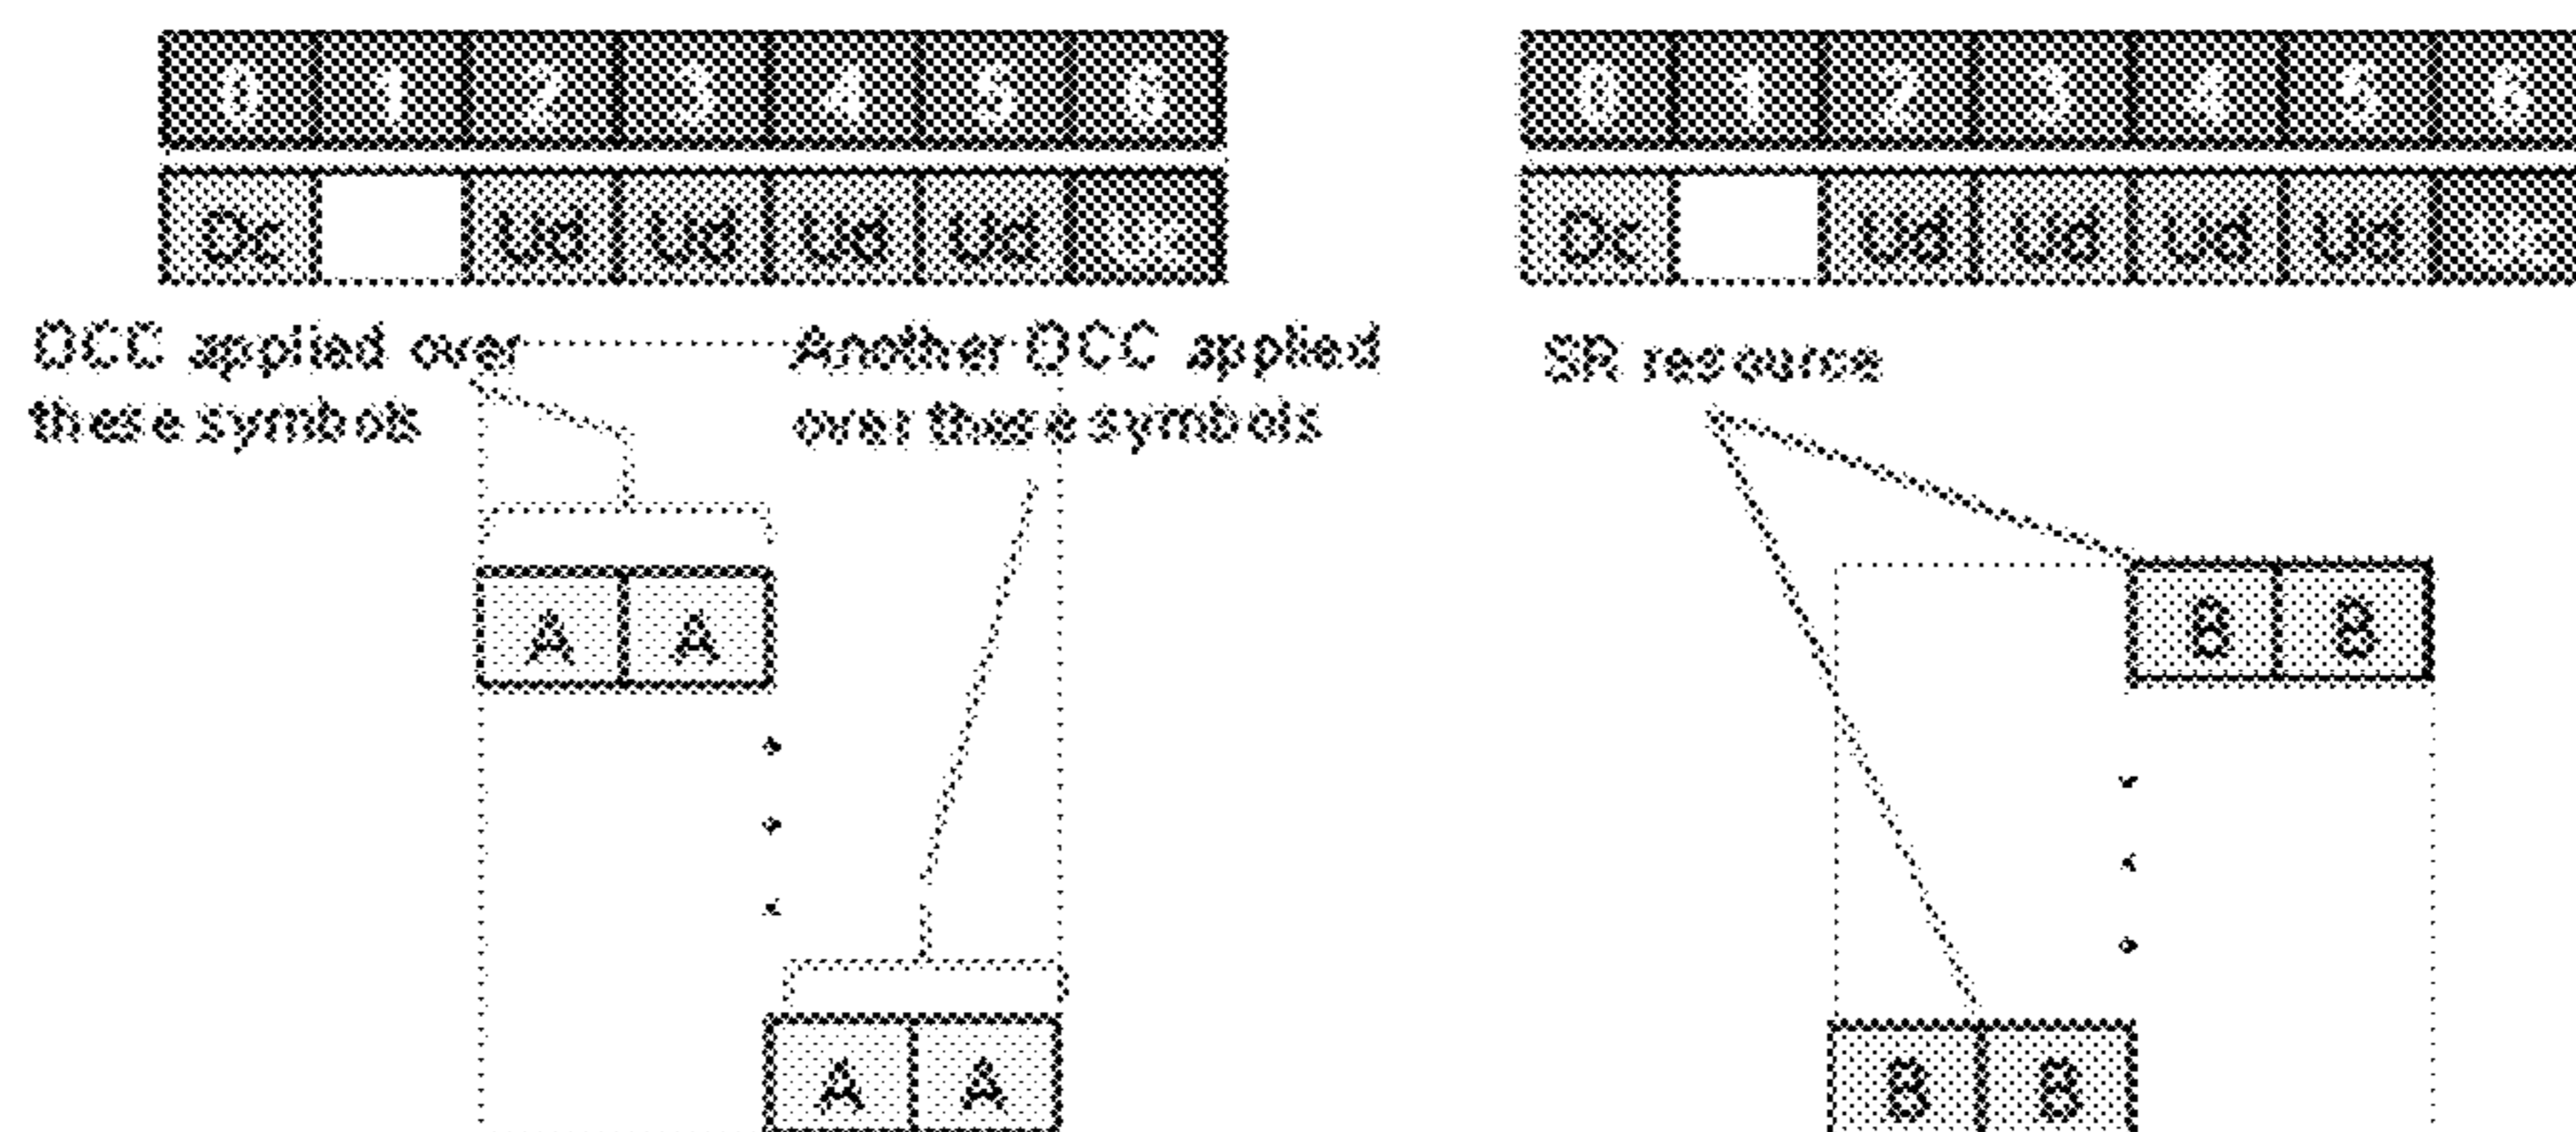 0 1 2 3 4 5 6
Dc Ud Ud Ud Ud
OCC applied over
these symbols
Another OCC applied
over these symbols
A A
A A
0 1 2 3 4 5 6
Dc Ud Ud Ud Ud
SR resource
B B
B B